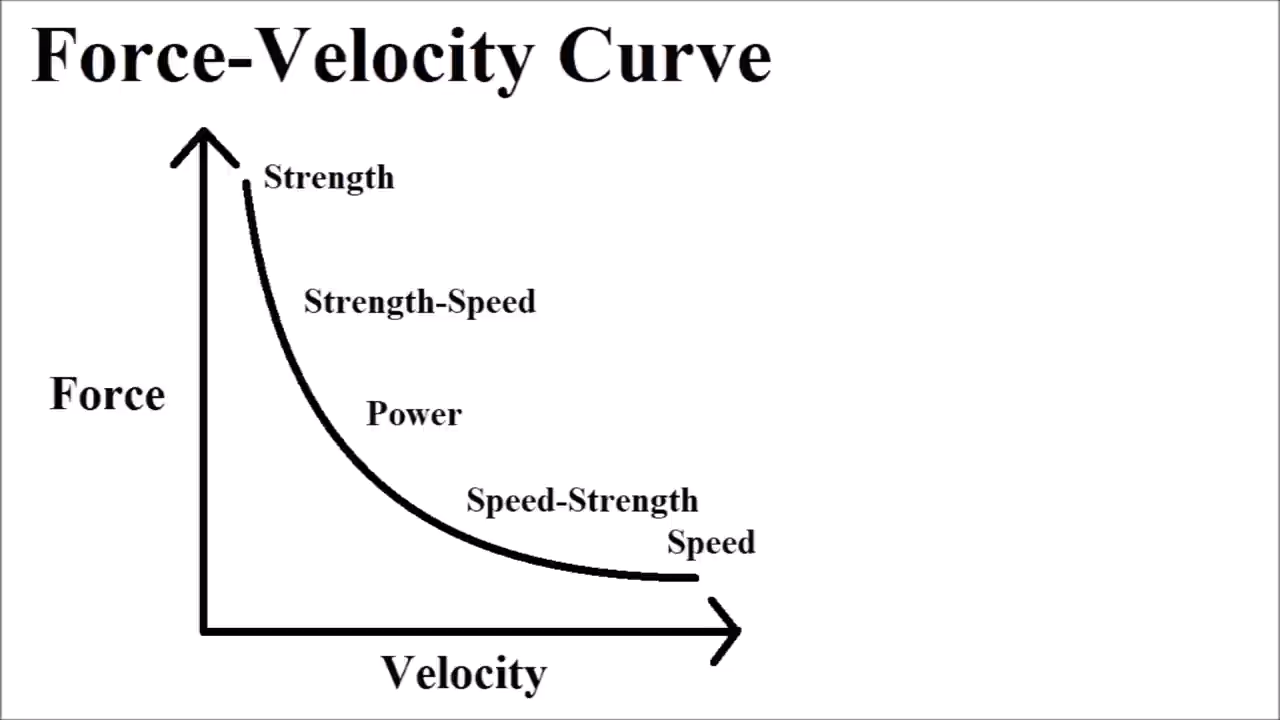 Force-Velocity Curve
Strength
Strength-Speed
Force
Power
Speed-Strength
Speed
Velocity